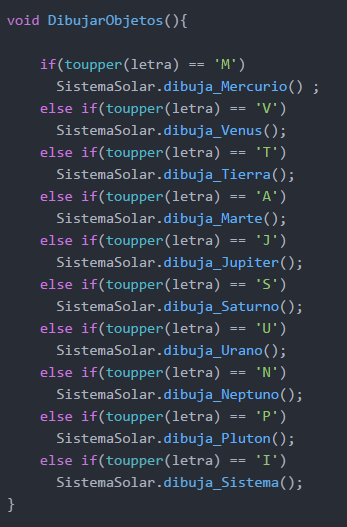 void DibujarObjetos(){
if(toupper(letra) == 'M')
SistemaSolar.dibuja_Mercurio() ;
else if(toupper(letra) == 'V')
SistemaSolar.dibuja_Venus();
else if(toupper(letra) == 'T')
SistemaSolar.dibuja_Tierra();
else if(toupper(letra) == 'A')
SistemaSolar.dibuja_Marte();
else if(toupper(letra) == 'J')
SistemaSolar.dibuja_Jupiter();
else if(toupper(letra) == 'S')
SistemaSolar.dibuja_Saturno();
else if(toupper(letra) == 'U')
SistemaSolar.dibuja_Urano();
else if(toupper(letra) == 'N')
SistemaSolar.dibuja_Neptuno();
else if(toupper(letra) == 'P')
SistemaSolar.dibuja_Pluton();
else if(toupper(letra) == 'I')
SistemaSolar.dibuja_Sistema();
}